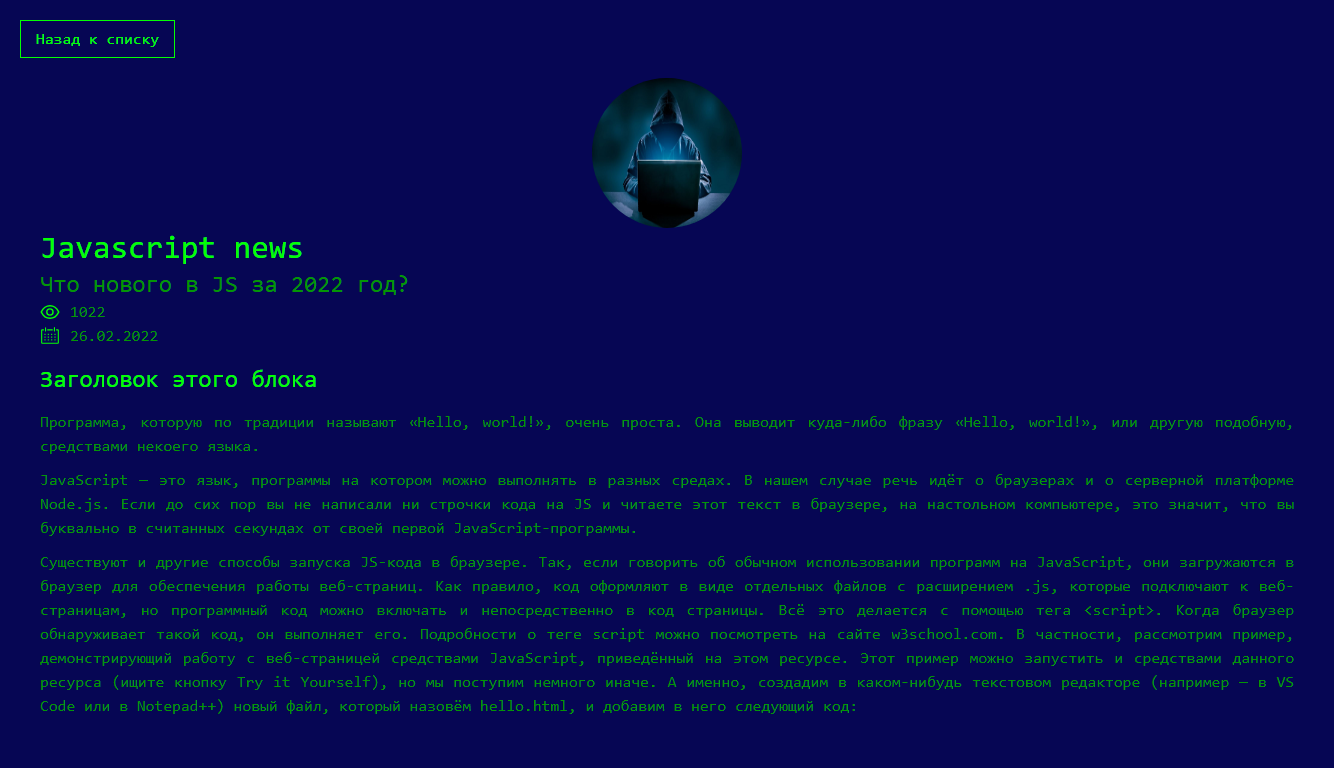 Назад к списку
Javascript news
Что нового в JS за 2022 год?
1022
26.02.2022
Заголовок этого блока
Программа, которую по традиции называют «Hello, world!», очень проста. Она выводит куда-либо фразу «Hello, world!», или другую подобную,
средствами некоего языка.
JavaScript — это язык, программы на котором можно выполнять в разных средах. В нашем случае речь идёт о браузерах и о серверной платформе
Node.js. Если до сих пор вы не написали ни строчки кода на JS и читаете этот текст в браузере, на настольном компьютере, это значит, что вы
буквально в считанных секундах от своей первой JavaScript-программы.
Существуют и другие способы запуска JS-кода в браузере. Так, если говорить об обычном использовании программ на JavaScript, они загружаются в
браузер для обеспечения работы веб-страниц. Как правило, код оформляют в виде отдельных файлов с расширением .js, которые подключают к веб-
страницам, но программный код можно включать и непосредственно в код страницы. Всё это делается с помощью тега <script>. Когда браузер
обнаруживает такой код, он выполняет его. Подробности о теге script можно посмотреть на сайте w3school.com. В частности, рассмотрим пример,
демонстрирующий работу с веб-страницей средствами JavaScript, приведённый на этом ресурсе. Этот пример можно запустить и средствами данного
ресурса (ищите кнопку Try it Yourself), но мы поступим немного иначе. А именно, создадим в каком-нибудь текстовом редакторе (например — в VS
Code или в Notepad++) новый файл, который назовём hello.html, и добавим в него следующий код: